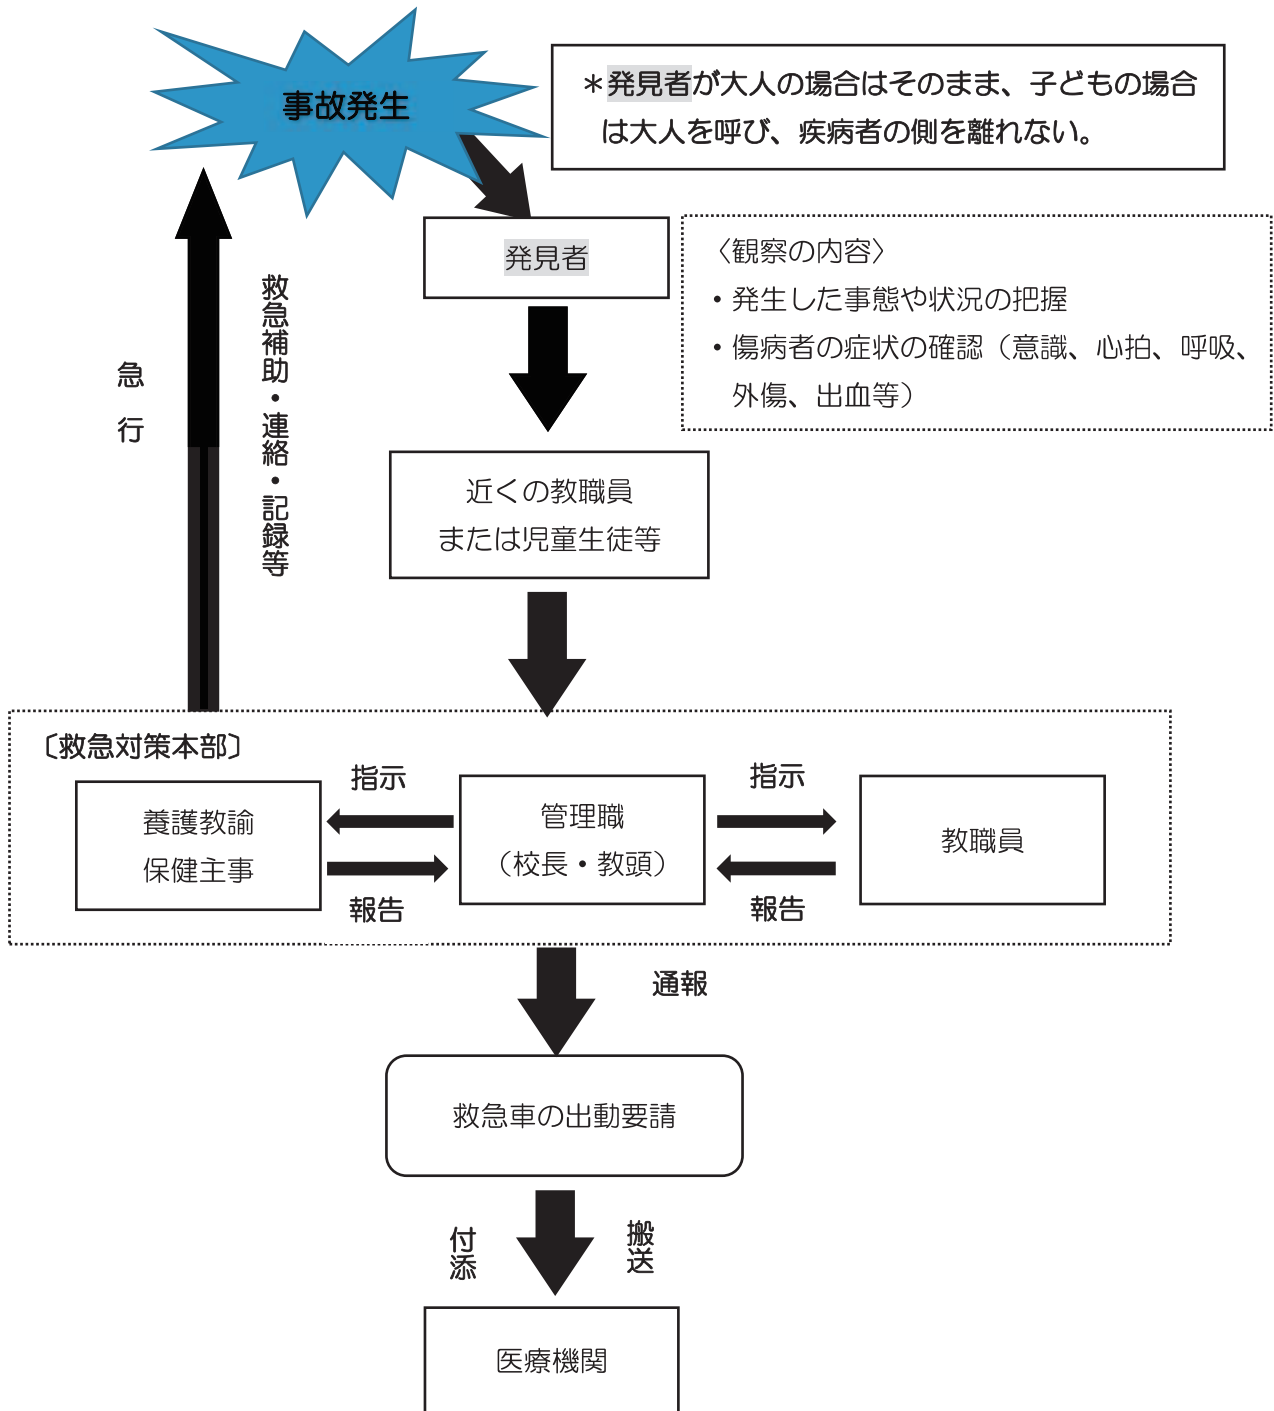 事故発生
＊発見者が大人の場合はそのまま、子どもの場合
は大人を呼び、疾病者の側を離れない。
発見者
〈観察の内容〉
・発生した事態や状況の把握
・傷病者の症状の確認（意識、心拍、呼吸、
外傷、出血等）
急行
救急補助・連絡・記録等
近くの教職員
または児童生徒等
〔救急対策本部〕
養護教諭
保健主事
指示
報告
管理職
（校長・教頭）
指示
報告
教職員
通報
救急車の出動要請
付添
搬送
医療機関